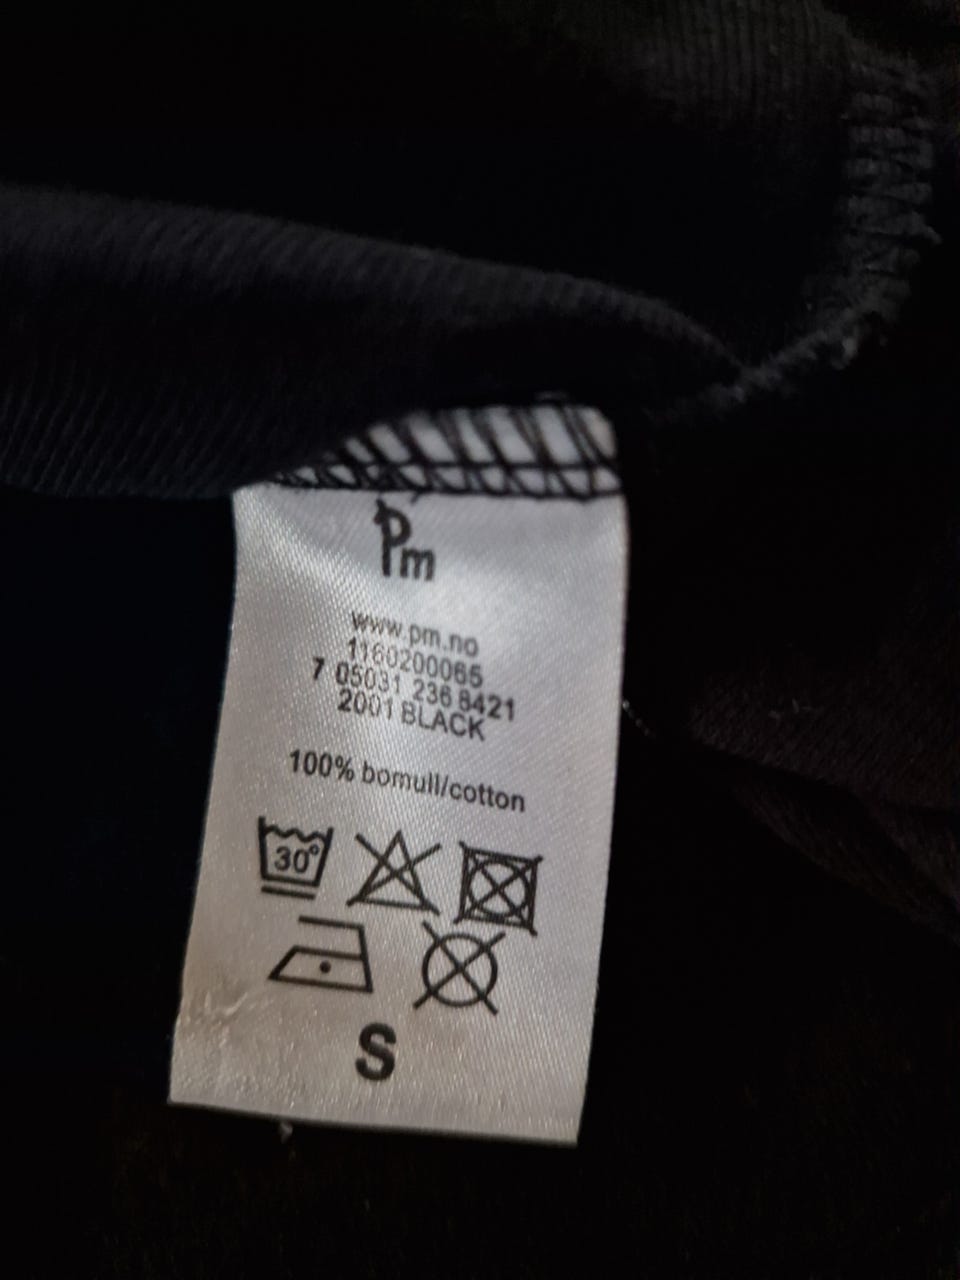 Pm
www.pm.no
1160200065
7 05031 236 8421
2001 BLACK
100% bomull/cotton
30°
S